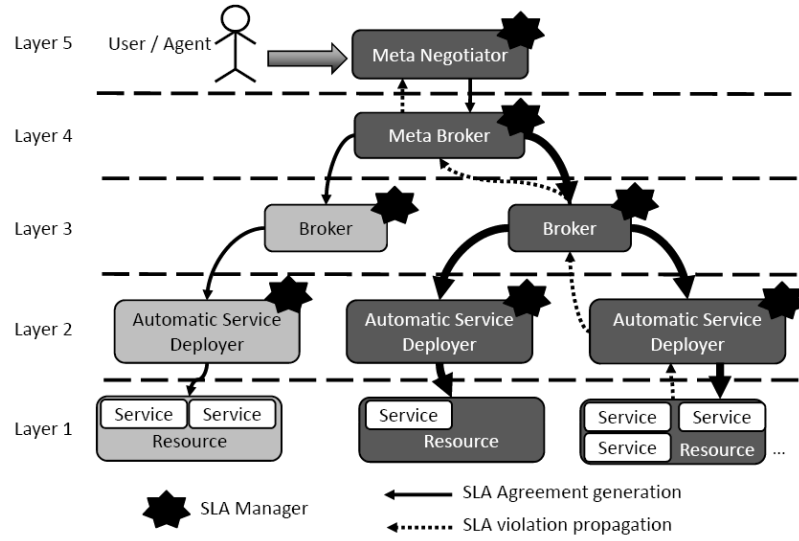 Layer 5
User / Agent
Meta Negotiator
Layer 4
Meta Broker
Layer 3
Broker
Broker
Layer 2
Automatic Service
Deployer
Automatic Service
Deployer
Automatic Service
Deployer
Layer 1
Service
Service
Resource
Service
Resource
Service
Service
Service
Resource
...
SLA Manager
SLA Agreement generation
SLA violation propagation